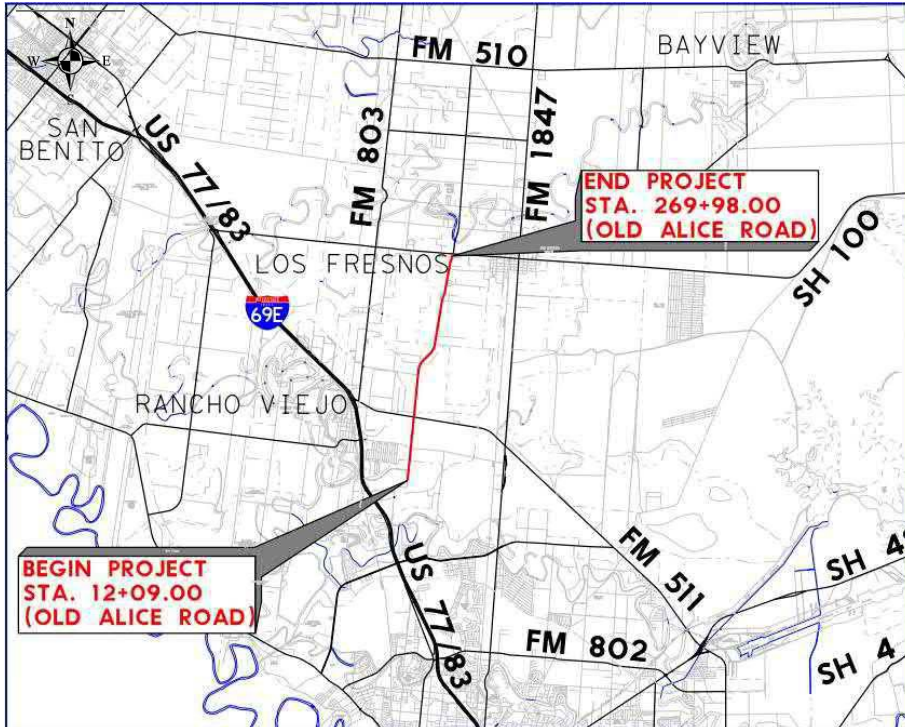 N
W E
S
FM 510
BAYVIEW
SAN
BENITO
US 77/83
FM 803
FM 1847
END PROJECT
STA. 269+98.00
(OLD ALICE ROAD)
LOS FRESNOS
SH 100
69E
RANCHO VIEJO
BEGIN PROJECT
STA. 12+09.00
(OLD ALICE ROAD)
US 77/83
FM 511
FM 802
SH 4